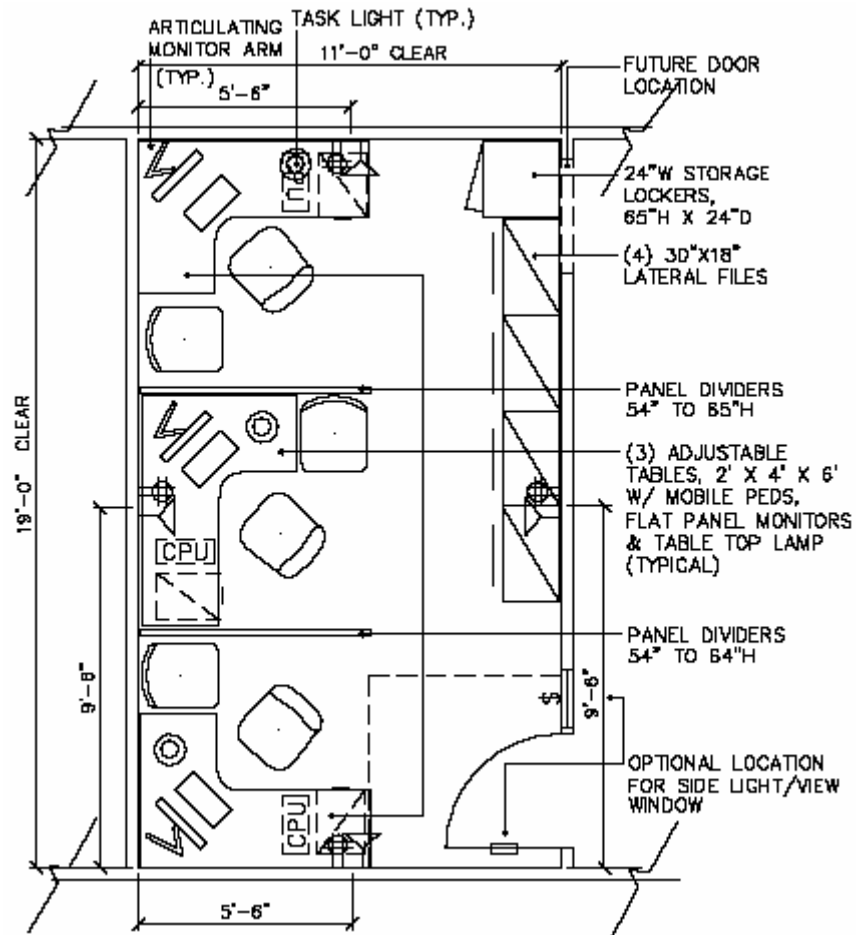 ARTICULATING
MONITOR ARM
(TYP.)
TASK LIGHT (TYP.)
11'-0" CLEAR
5'-6"
FUTURE DOOR
LOCATION
24"W STORAGE
LOCKERS,
65"H X 24"D
(4) 30"X18"
LATERAL FILES
PANEL DIVIDERS
54" TO 65"H
19'-0" CLEAR
(3) ADJUSTABLE
TABLES, 2' X 4' X 6'
W/ MOBILE PEDS,
FLAT PANEL MONITORS
& TABLE TOP LAMP
(TYPICAL)
CPU
PANEL DIVIDERS
54" TO 64"H
9'-6"
$
9'-6"
OPTIONAL LOCATION
FOR SIDE LIGHT/VIEW
WINDOW
CPU
5'-6"